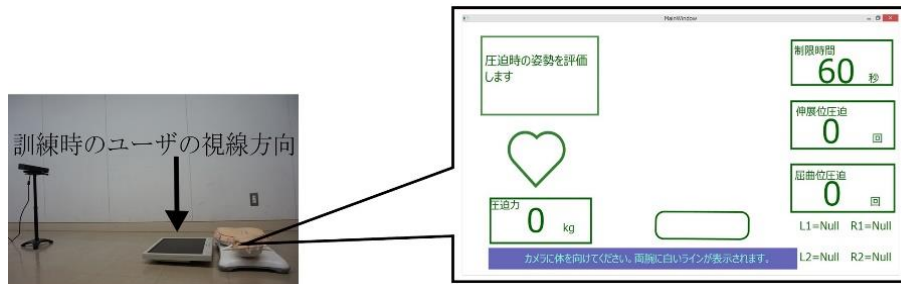 訓練時のユーザの視線方向
MainWindow
圧迫時の姿勢を評価
します
制限時間
60 秒
伸展位圧迫
0 回
屈曲位圧迫
0 回
圧迫力
0 kg
L1=Null R1=Null
カメラに体を向けてください。両腕に白いラインが表示されます。
L2=Null R2=Null